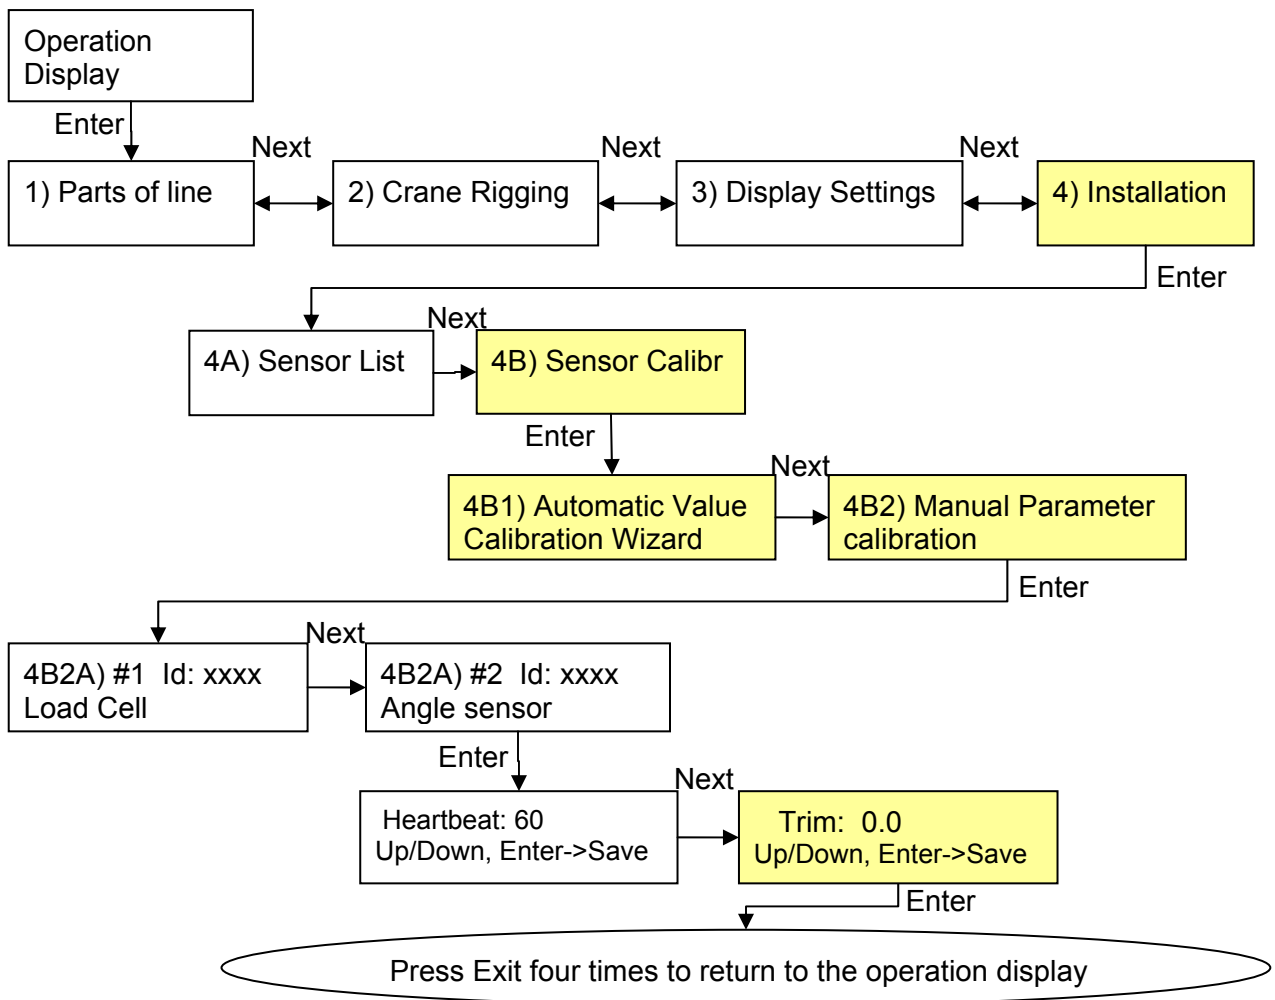 Operation
Display
Enter
Next
Next
Next
1) Parts of line
2) Crane Rigging
3) Display Settings
4) Installation
Enter
Next
4A) Sensor List
4B) Sensor Calibr
Enter
Next
4B1) Automatic Value
Calibration Wizard
4B2) Manual Parameter
calibration
Enter
Next
4B2A) #1 Id: xxxx
Load Cell
4B2A) #2 Id: xxxx
Angle sensor
Enter
Next
Heartbeat: 60
Up/Down, Enter->Save
Trim: 0.0
Up/Down, Enter->Save
Enter
Press Exit four times to return to the operation display